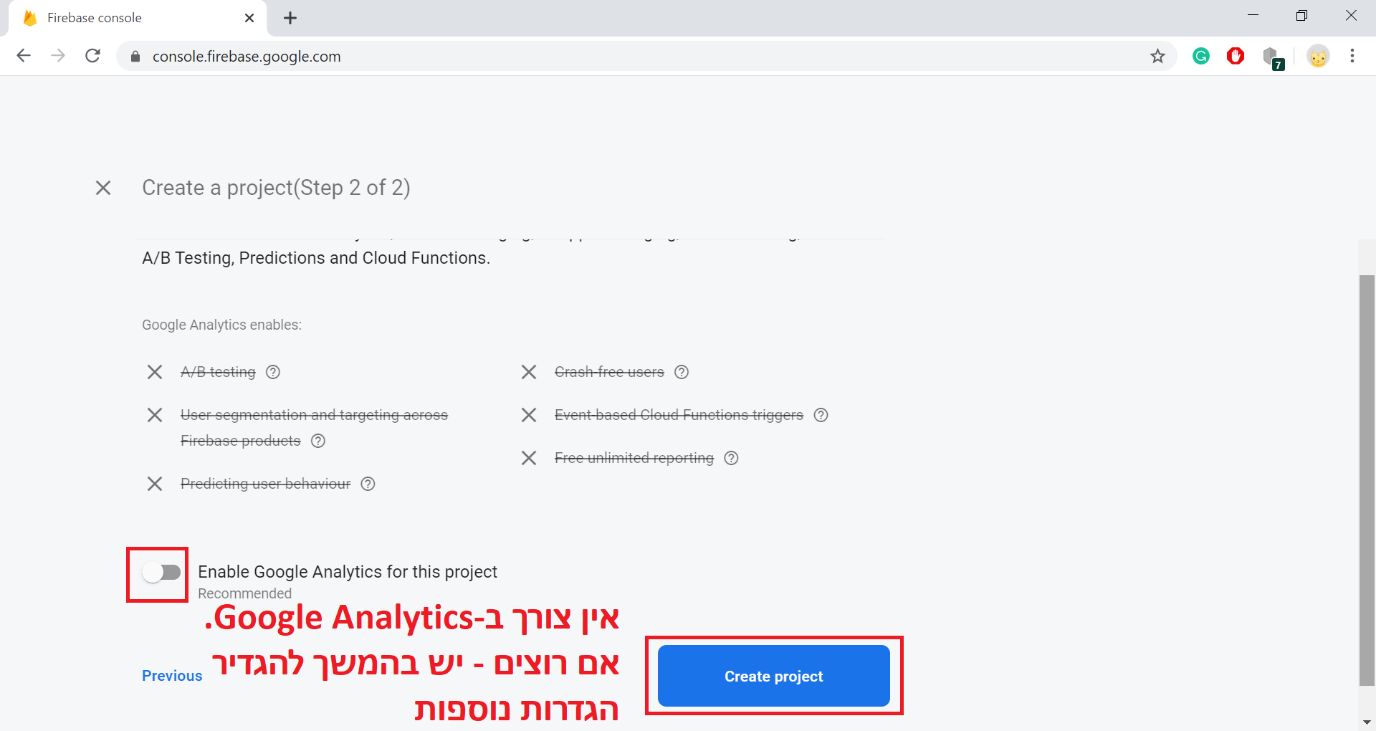 Firebase console
console.firebase.google.com
7
Create a project(Step 2 of 2)
A/B Testing, Predictions and Cloud Functions.
Google Analytics enables:
A/B testing
Crash-free users
User segmentation and targeting across
Firebase products
Event-based Cloud Functions triggers
Free unlimited reporting
Predicting user behaviour
Enable Google Analytics for this project
Recommended
אין צורך ב-Google Analytics.
אם רוצים - יש בהמשך להגדיר
הגדרות נוספות
Previous
Create project